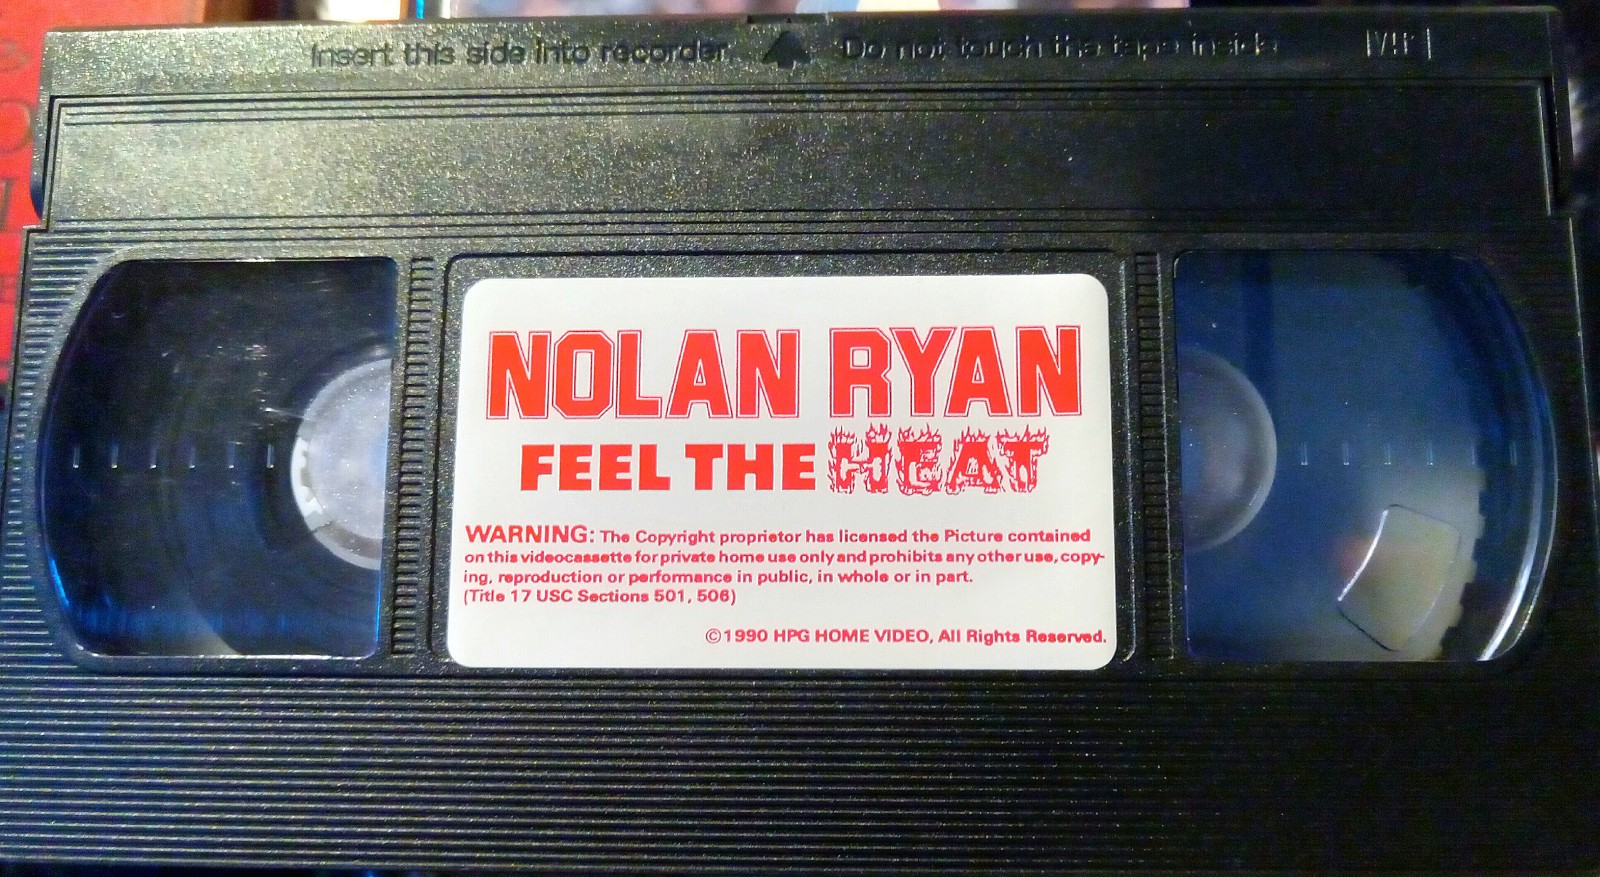 Insert this side into recorder Do not touch the tape inside VHS
NOLAN RYAN
FEEL THE HEAT
WARNING: The Copyright proprietor has licensed the Picture contained
on this videocassette for private home use only and prohibits any other use, copy-
ing, reproduction or performance in public, in whole or in part.
(Title 17 USC Sections 501, 506)
©1990 HPG HOME VIDEO, All Rights Reserved.